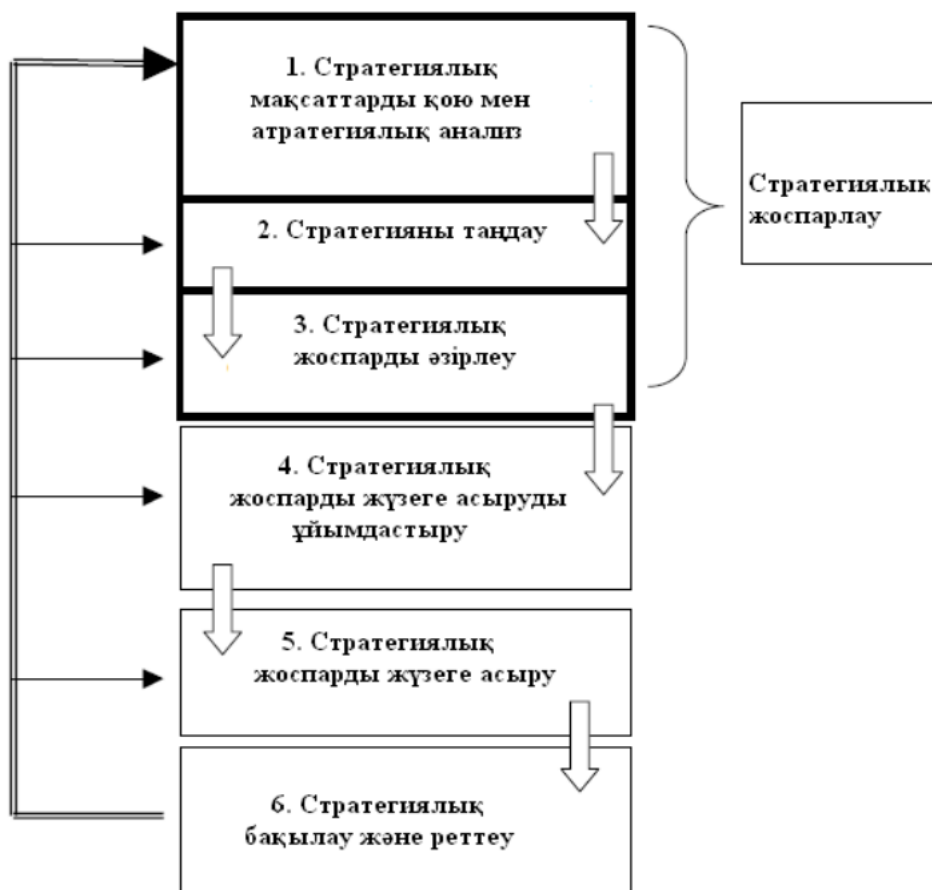 1. Стратегиялық
мақсаттарды қою мен
атратегиялық анализ
Стратегиялық
жоспарлау
2. Стратегияны таңдау
3. Стратегиялық
жоспарды әзірлеу
4. Стратегиялық
жоспарды жүзеге асыруды
ұйымдастыру
5. Стратегиялық
жоспарды жүзеге асыру
6. Стратегиялық
бақылау және реттеу